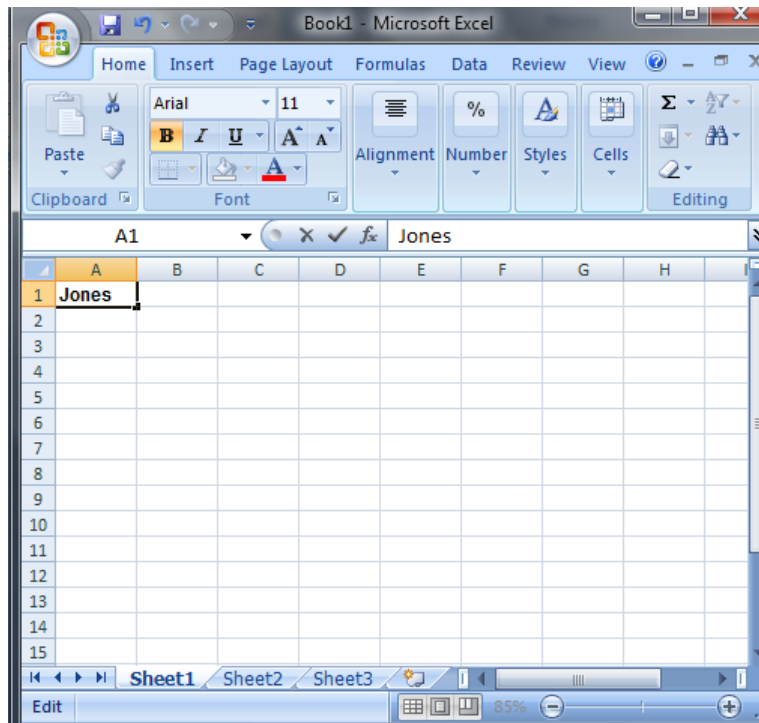 Book1 - Microsoft Excel
Home Insert Page Layout Formulas Data Review View
Arial 11 % Σ
B I U A A
Paste A Alignment Number Styles Cells
Clipboard Font Editing
A1 fx Jones
A B C D E F G H I
1 Jones
2
3
4
5
6
7
8
9
10
11
12
13
14
15
Sheet1 Sheet2 Sheet3
Edit 85%